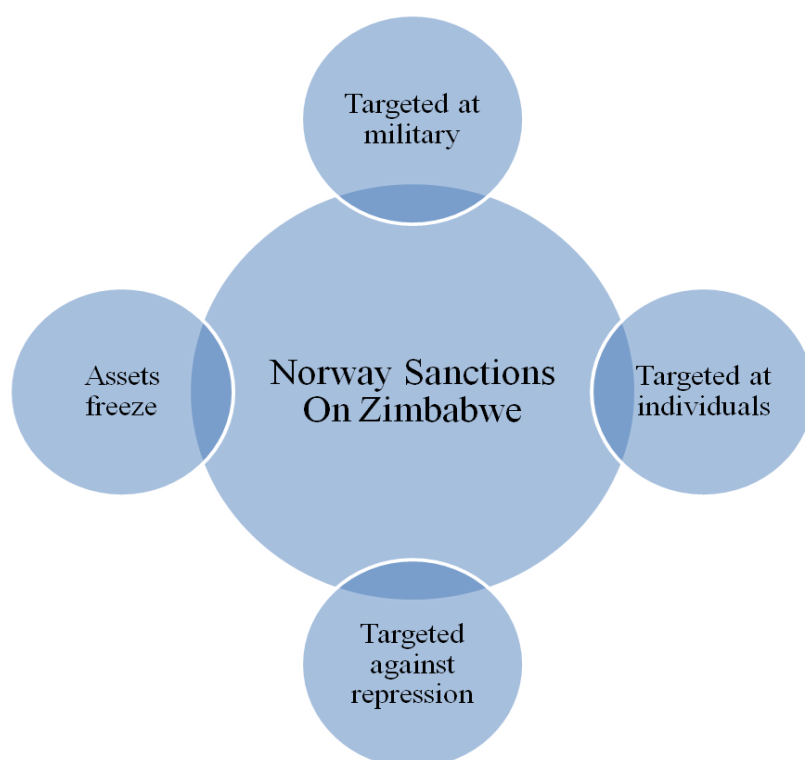 Targeted at
military
Assets
freeze
Norway Sanctions
On Zimbabwe
Targeted at
individuals
Targeted
against
repression